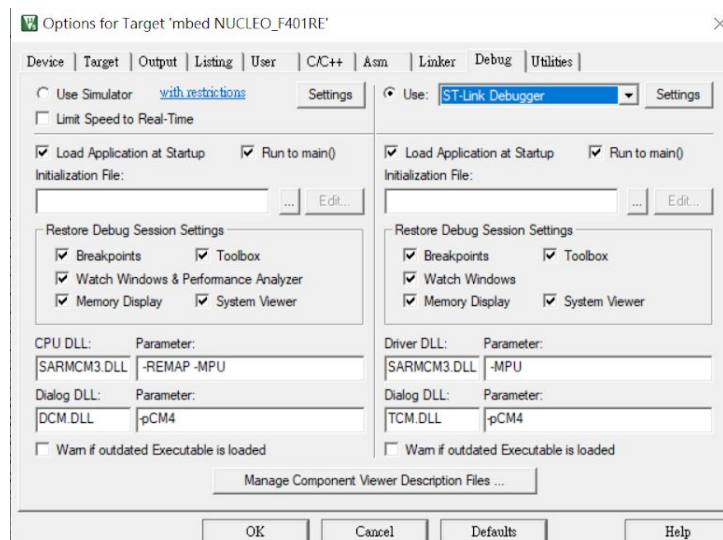 Options for Target 'mbed NUCLEO_F401RE'
Device | Target | Output | Listing | User | C/C++ | Asm | Linker | Debug | Utilities |
Use Simulator with restrictions Settings
Limit Speed to Real-Time
Load Application at Startup Run to main()
Initialization File:
... Edit...
Restore Debug Session Settings
Breakpoints Toolbox
Watch Windows & Performance Analyzer
Memory Display System Viewer
CPU DLL: Parameter:
SARMCM3.DLL -REMAP -MPU
Dialog DLL: Parameter:
DCM.DLL -pCM4
Warn if outdated Executable is loaded
Use: ST-Link Debugger Settings
Load Application at Startup Run to main()
Initialization File:
... Edit...
Restore Debug Session Settings
Breakpoints Toolbox
Watch Windows
Memory Display System Viewer
Driver DLL: Parameter:
SARMCM3.DLL -MPU
Dialog DLL: Parameter:
TCM.DLL -pCM4
Warn if outdated Executable is loaded
Manage Component Viewer Description Files ...
OK Cancel Defaults Help